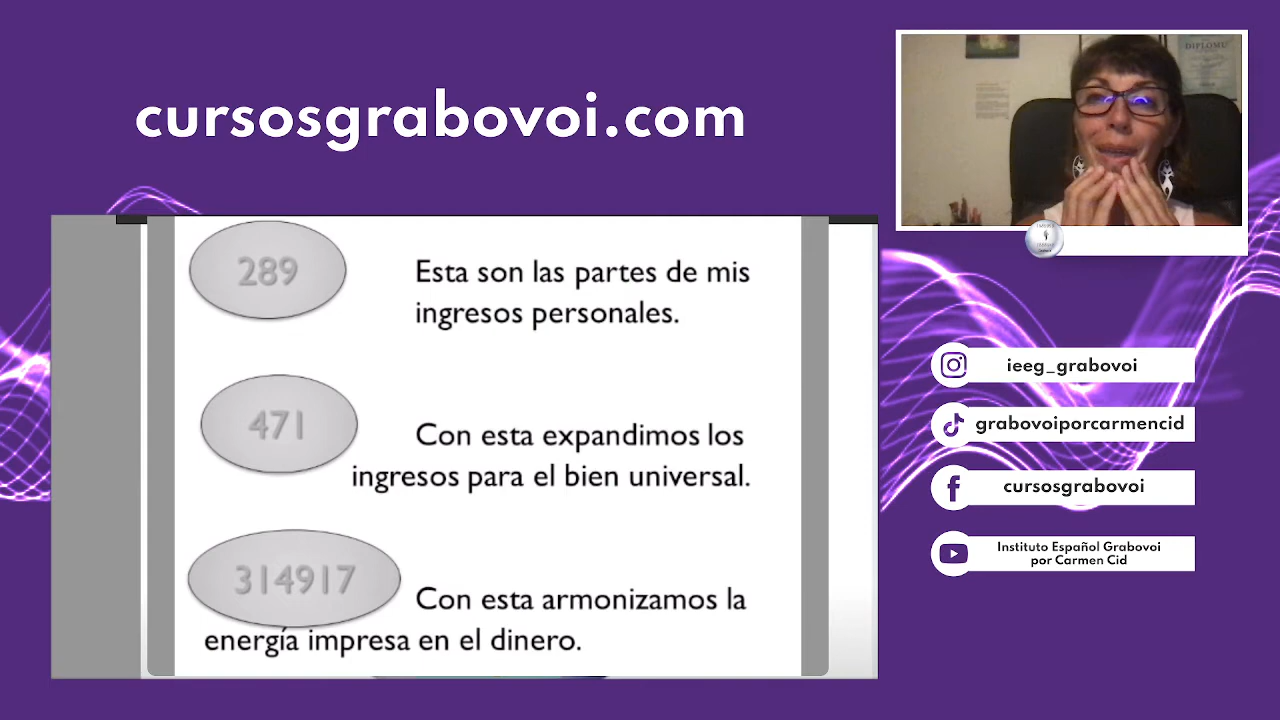 cursosgrabovoi.com
DIPLOMU
289
Esta son las partes de mis
ingresos personales.
471
Con esta expandimos los
ingresos para el bien universal.
314917
Con esta armonizamos la
energía impresa en el dinero.
ieeg_grabovoi
grabovoiporcarmencid
cursosgrabovoi
Instituto Español Grabovoi
por Carmen Cid